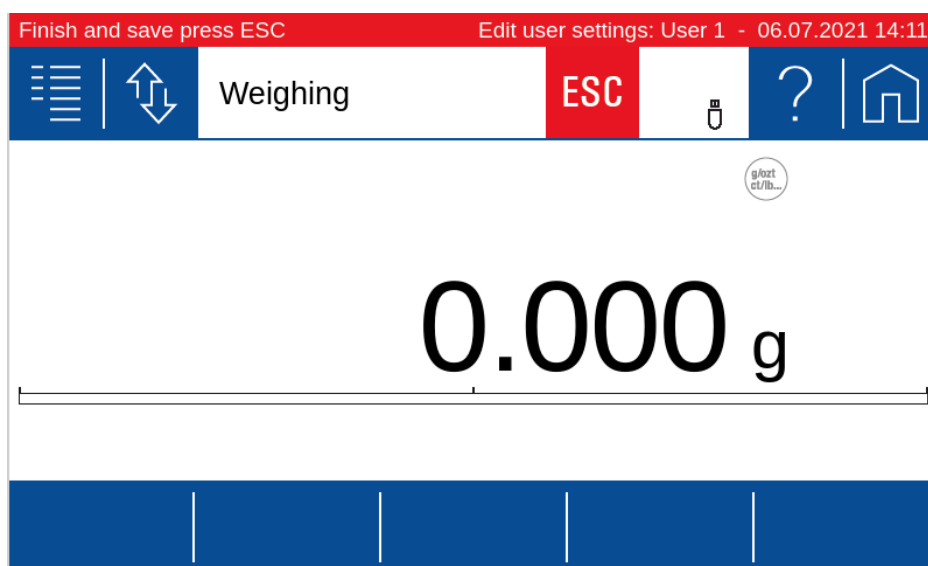 Finish and save press ESC Edit user settings: User 1 - 06.07.2021 14:11
Weighing ESC ?
g/ozt
ct/lb...
0.000 g